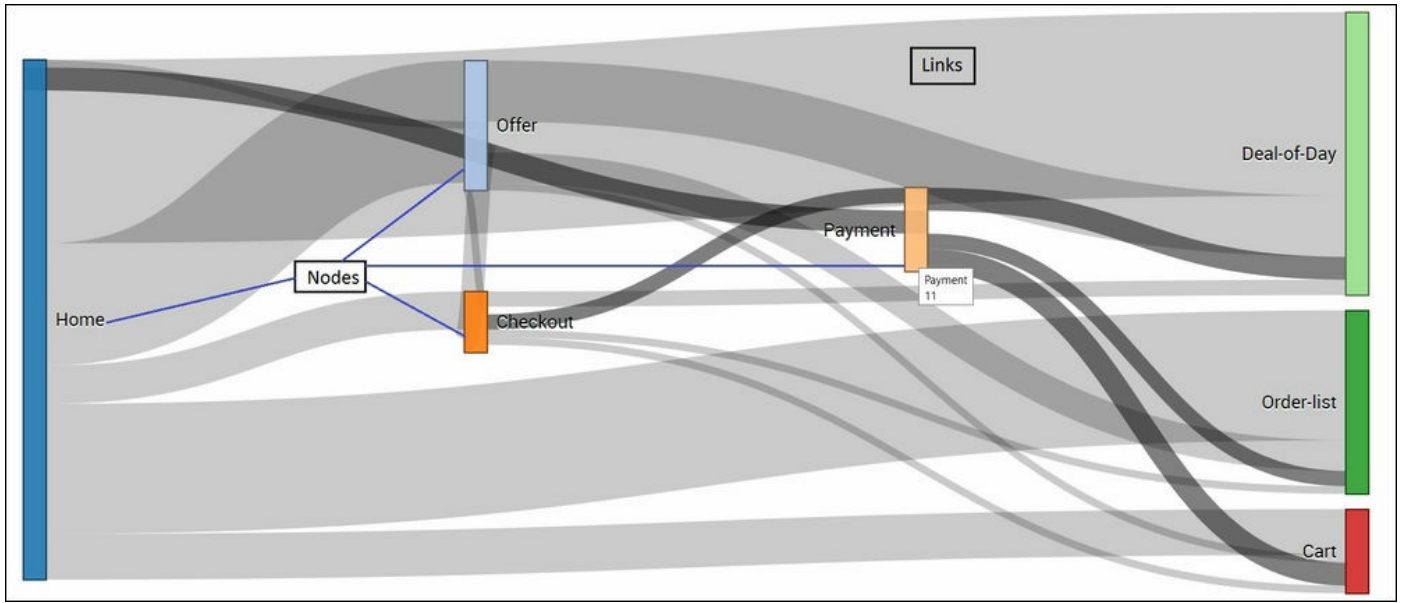 Links
Offer
Deal-of-Day
Payment
Nodes
Payment
11
Home
Checkout
Order-list
Cart